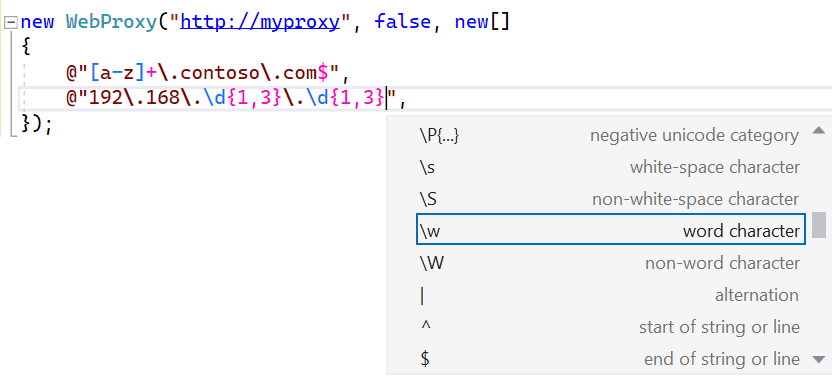 new WebProxy("http://myproxy", false, new[]
{
    @"[a-z]+\.contoso\.com$",
    @"192\.168\.\d{1,3}\.\d{1,3}",
});
\P{...} negative unicode category
\s white-space character
\S non-white-space character
\w word character
\W non-word character
| alternation
^ start of string or line
$ end of string or line